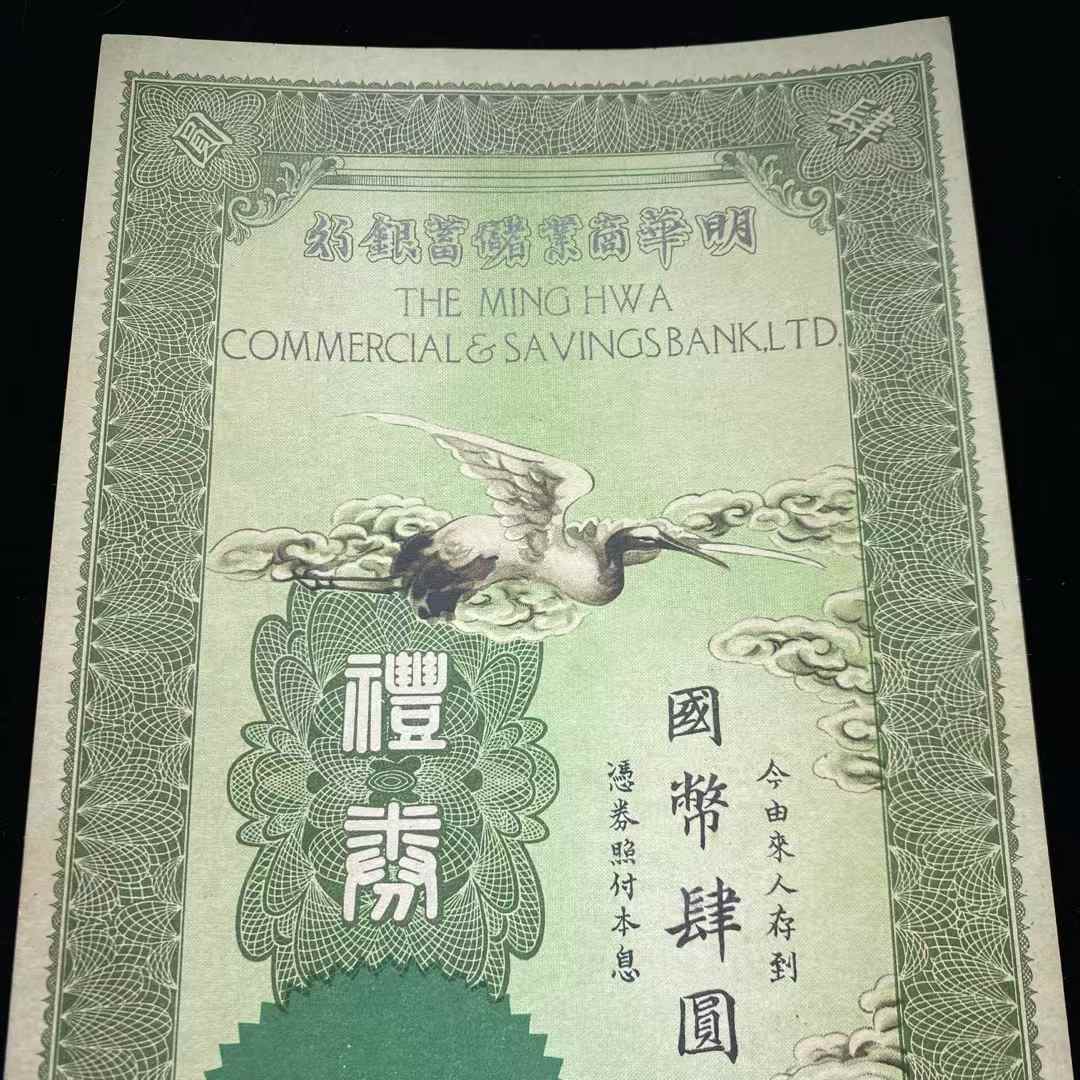 圓
肆
明華商業儲蓄銀行
THE MING HWA
COMMERCIAL & SAVINGS BANK, LTD.
今由來人存到
國幣肆圓
憑券照付本息
禮券